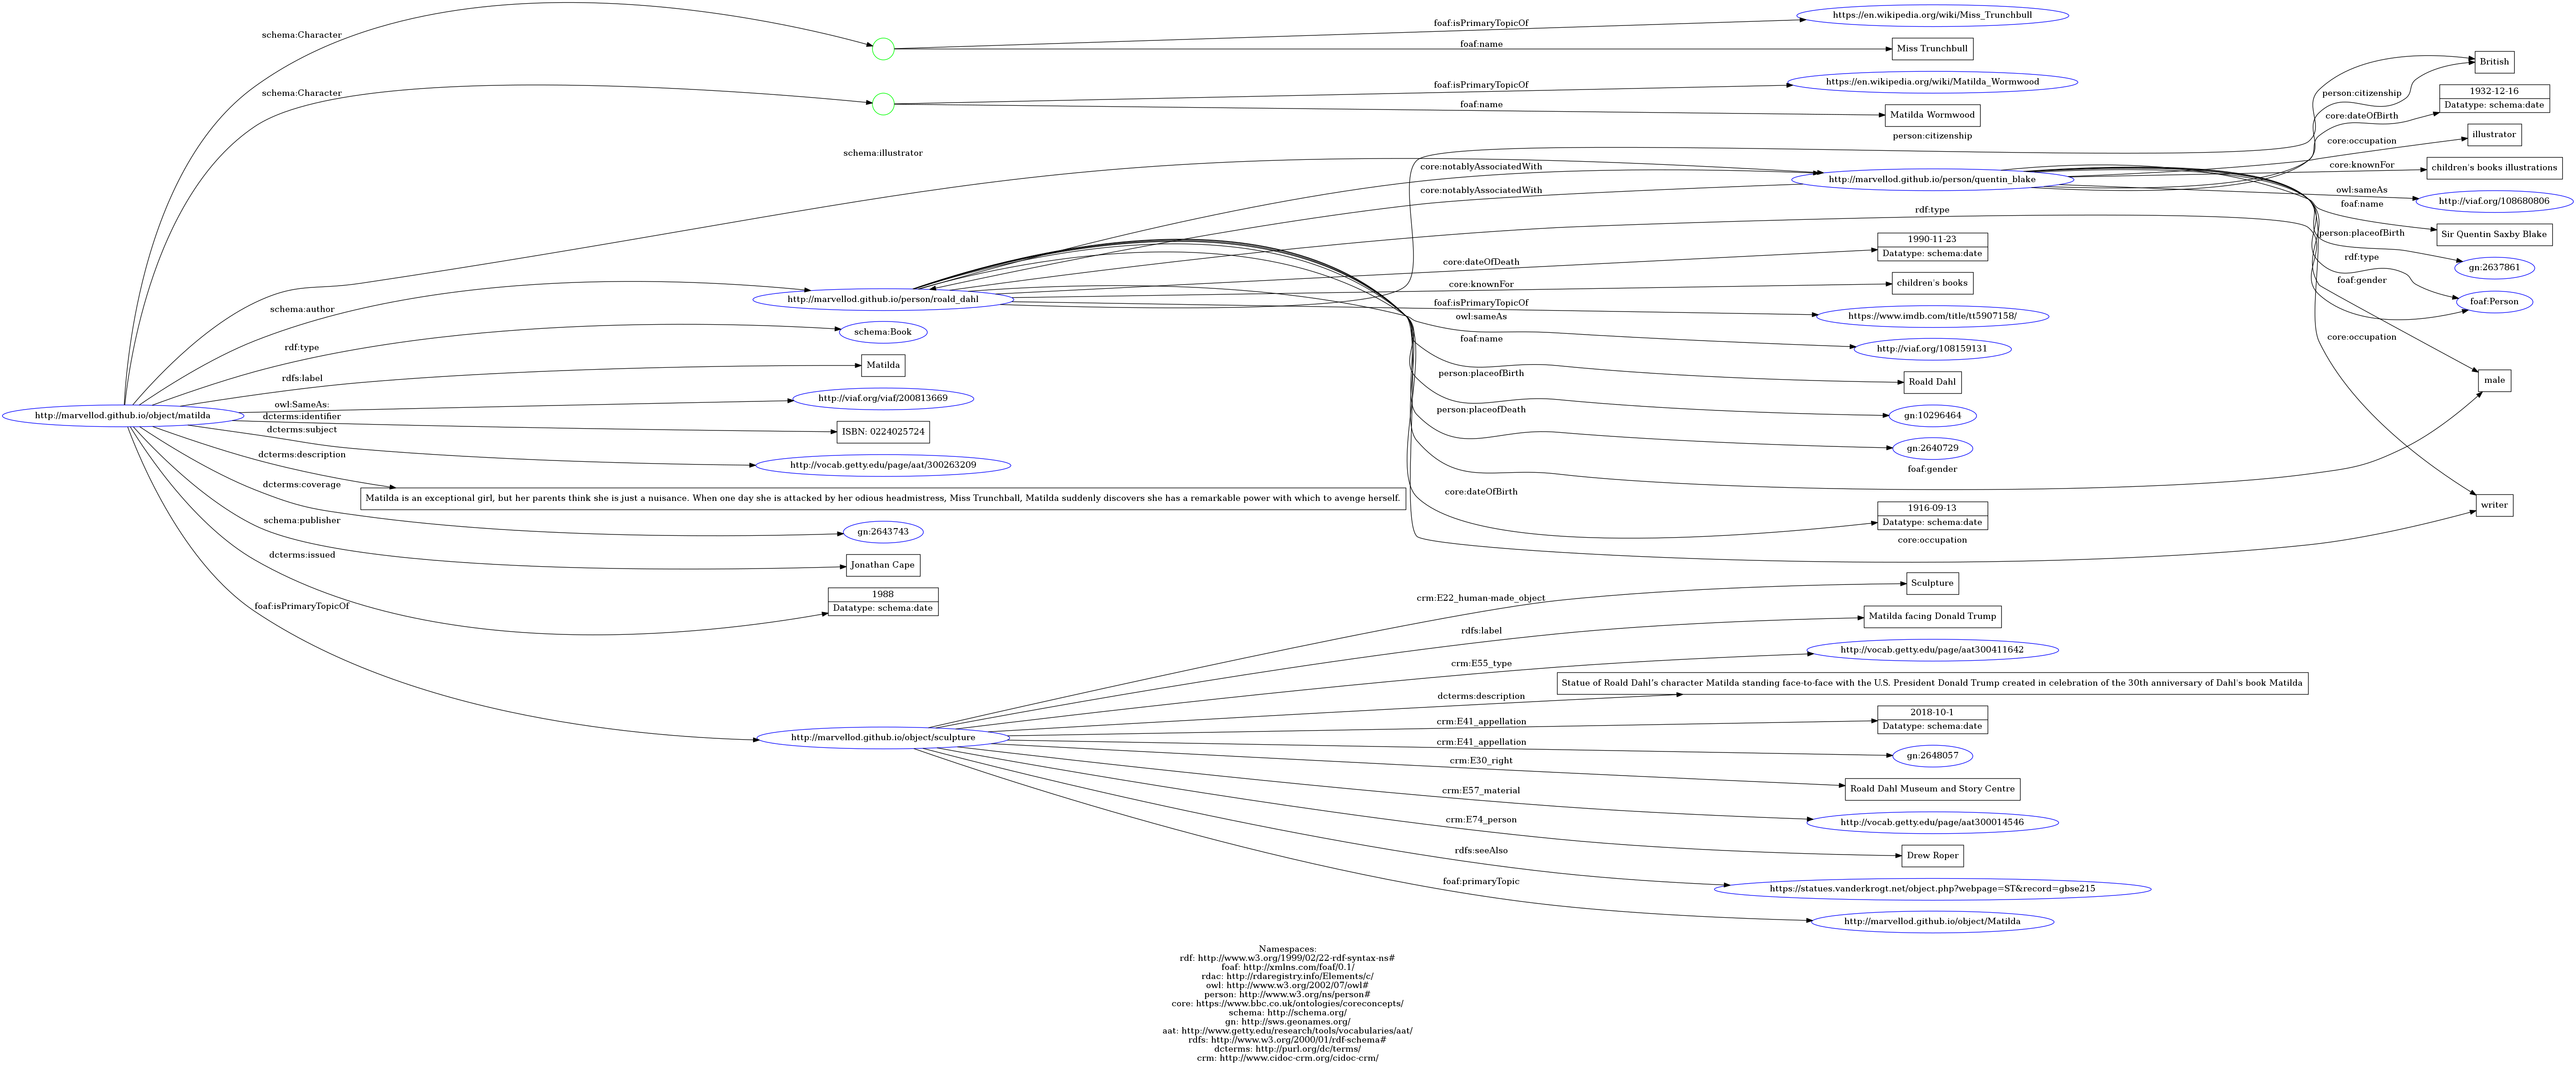 schema:Character
foaf:isPrimaryTopicOf
https://en.wikipedia.org/wiki/Miss_Trunchbull
foaf:name
Miss Trunchbull
schema:Character
foaf:isPrimaryTopicOf
https://en.wikipedia.org/wiki/Matilda_Wormwood
foaf:name
Matilda Wormwood
person:citizenship
schema:illustrator
core:notablyAssociatedWith
core:notablyAssociatedWith
http://marvellod.github.io/person/quentin_blake
person:citizenship
British
core:dateOfBirth
1932-12-16
Datatype: schema:date
core:occupation
illustrator
core:knownFor
children's books illustrations
owl:sameAs
http://viaf.org/108680806
foaf:name
Sir Quentin Saxby Blake
person:placeofBirth
gn:2637861
rdf:type
foaf:Person
foaf:gender
male
core:occupation
writer
rdf:type
schema:author
http://marvellod.github.io/person/roald_dahl
core:dateOfDeath
1990-11-23
Datatype: schema:date
core:knownFor
children's books
foaf:isPrimaryTopicOf
https://www.imdb.com/title/tt5907158/
owl:sameAs
http://viaf.org/108159131
foaf:name
Roald Dahl
person:placeofBirth
gn:10296464
person:placeofDeath
gn:2640729
foaf:gender
core:dateOfBirth
1916-09-13
Datatype: schema:date
core:occupation
rdf:type
schema:Book
rdfs:label
Matilda
http://marvellod.github.io/object/matilda
owl:SameAs:
http://viaf.org/viaf/200813669
dcterms:identifier
ISBN: 0224025724
dcterms:subject
http://vocab.getty.edu/page/aat/300263209
dcterms:description
Matilda is an exceptional girl, but her parents think she is just a nuisance. When one day she is attacked by her odious headmistress, Miss Trunchball, Matilda suddenly discovers she has a remarkable power with which to avenge herself.
dcterms:coverage
gn:2643743
schema:publisher
Jonathan Cape
dcterms:issued
1988
Datatype: schema:date
foaf:isPrimaryTopicOf
http://marvellod.github.io/object/sculpture
crm:E22_human-made_object
Sculpture
rdfs:label
Matilda facing Donald Trump
crm:E55_type
http://vocab.getty.edu/page/aat300411642
dcterms:description
Statue of Roald Dahl's character Matilda standing face-to-face with the U.S. President Donald Trump created in celebration of the 30th anniversary of Dahl's book Matilda
crm:E41_appellation
2018-10-1
Datatype: schema:date
crm:E41_appellation
gn:2648057
crm:E30_right
Roald Dahl Museum and Story Centre
crm:E57_material
http://vocab.getty.edu/page/aat300014546
crm:E74_person
Drew Roper
rdfs:seeAlso
https://statues.vanderkrogt.net/object.php?webpage=ST&record=gbse215
foaf:primaryTopic
http://marvellod.github.io/object/Matilda
Namespaces:
rdf: http://www.w3.org/1999/02/22-rdf-syntax-ns#
foaf: http://xmlns.com/foaf/0.1/
rdac: http://rdaregistry.info/Elements/c/
owl: http://www.w3.org/2002/07/owl#
person: http://www.w3.org/ns/person#
core: https://www.bbc.co.uk/ontologies/coreconcepts/
schema: http://schema.org/
gn: http://sws.geonames.org/
aat: http://www.getty.edu/research/tools/vocabularies/aat/
rdfs: http://www.w3.org/2000/01/rdf-schema#
dcterms: http://purl.org/dc/terms/
crm: http://www.cidoc-crm.org/cidoc-crm/